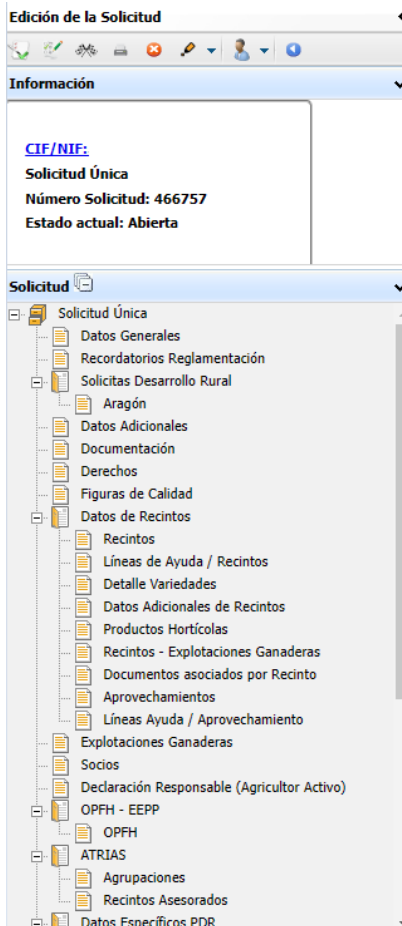 Edición de la Solicitud
Información
CIF/NIF:
Solicitud Única
Número Solicitud: 466757
Estado actual: Abierta
Solicitud
Solicitud Única
Datos Generales
Recordatorios Reglamentación
Solicitas Desarrollo Rural
Aragón
Datos Adicionales
Documentación
Derechos
Figuras de Calidad
Datos de Recintos
Recintos
Líneas de Ayuda / Recintos
Detalle Variedades
Datos Adicionales de Recintos
Productos Hortícolas
Recintos - Explotaciones Ganaderas
Documentos asociados por Recinto
Aprovechamientos
Líneas Ayuda / Aprovechamiento
Explotaciones Ganaderas
Socios
Declaración Responsable (Agricultor Activo)
OPFH - EEPP
OPFH
ATRIAS
Agrupaciones
Recintos Asesorados
Datos Específicos PDR